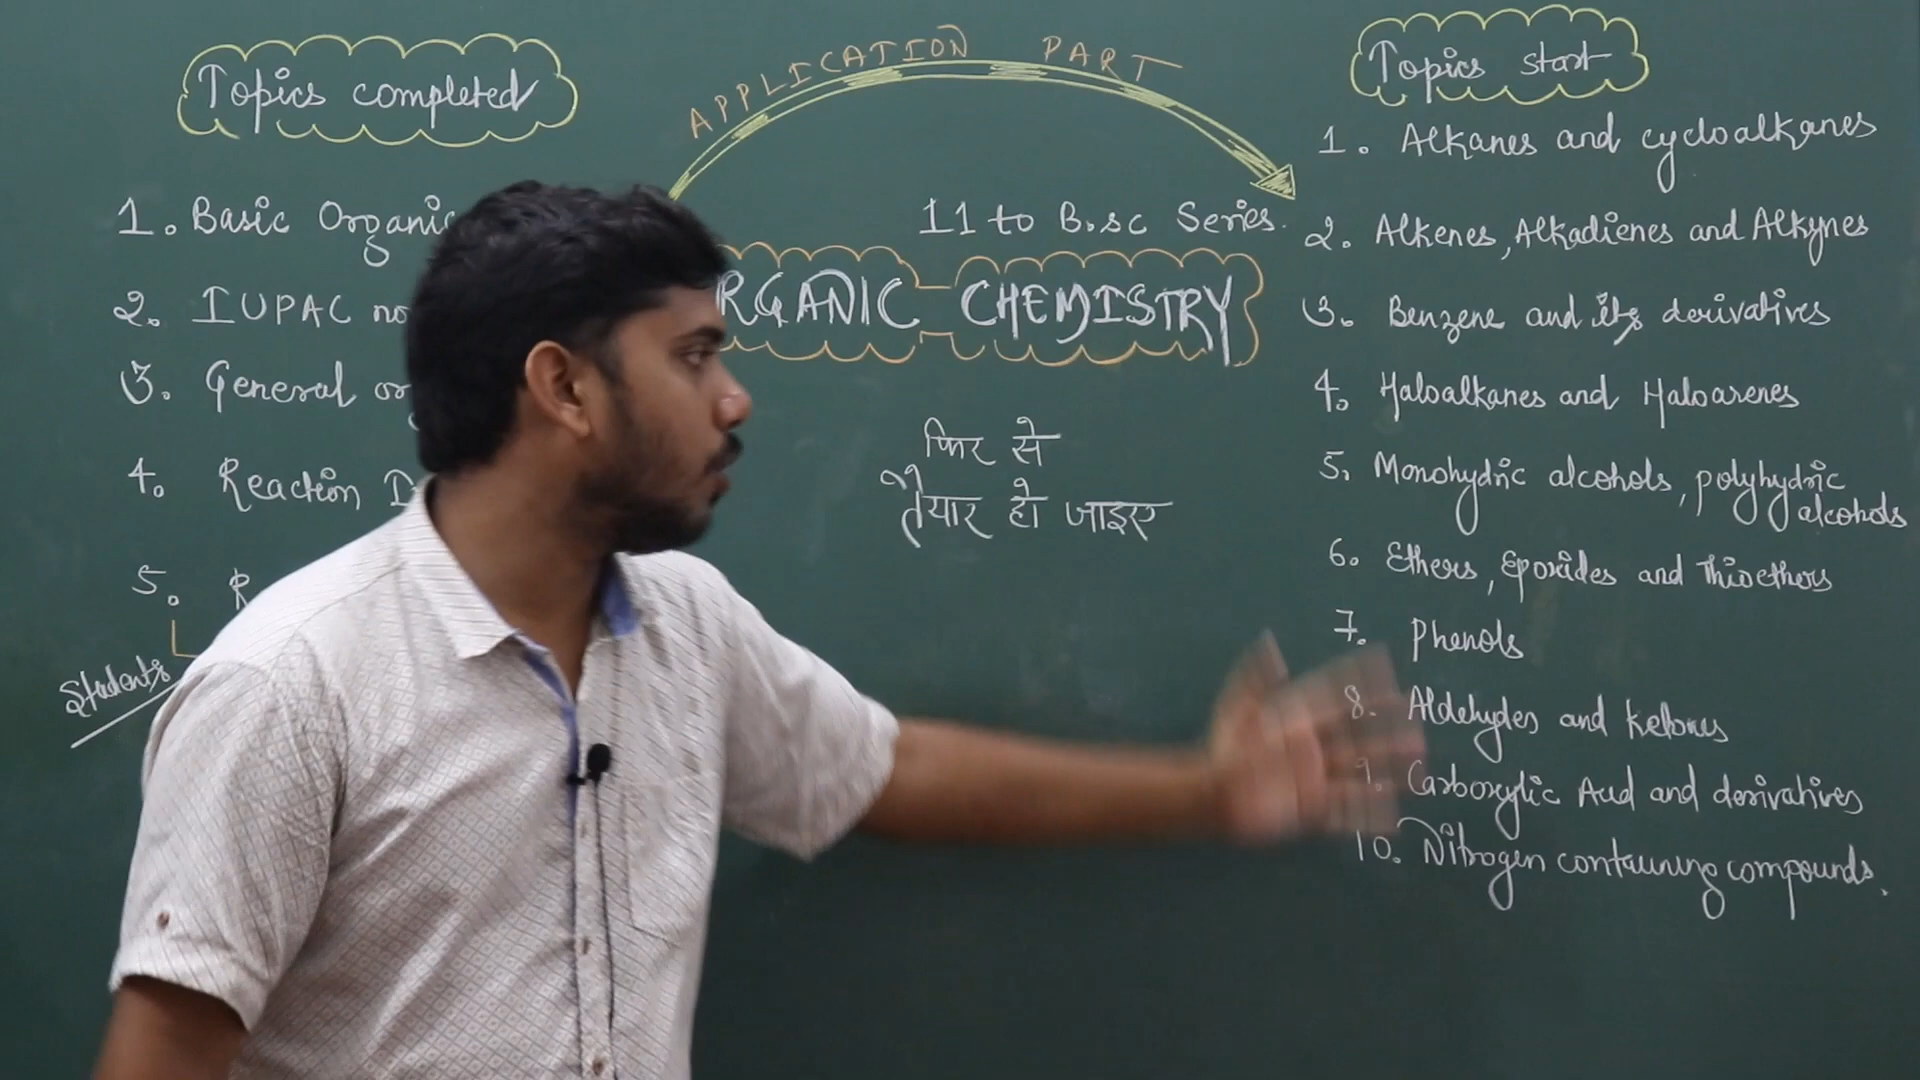 Topics completed
1. Basic Organic
2. IUPAC no
3. General or
4. Reaction
5. R
Students
APPLICATION PART
11 to B.sc Series.
RGANIC CHEMISTRY
फिर से
तैयार हो जाइए
Topics start
1. Alkanes and cycloalkanes
2. Alkenes, Alkadienes and Alkynes
3. Benzene and its derivatives
4. Haloalkanes and Haloarenes
5. Monohydric alcohols, polyhydric
alcohols
6. Ethers, Epoxides and Thioethers
7. Phenols
8. Aldehydes and Ketones
9. Carboxylic Acid and derivatives
10. Nitrogen containing compounds.